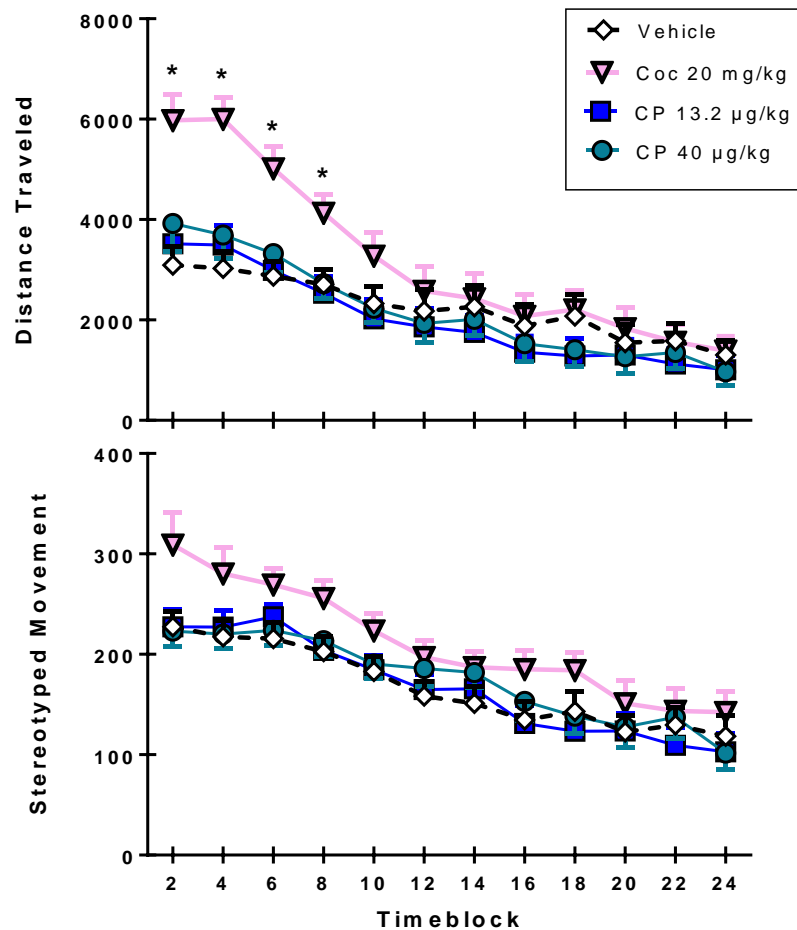 Vehicle
Coc 20 mg/kg
CP 13.2 µg/kg
CP 40 µg/kg
Distance Traveled
8000
6000
4000
2000
0
* * * *
Stereotyped Movement
400
300
200
100
0
2 4 6 8 10 12 14 16 18 20 22 24
Timeblock